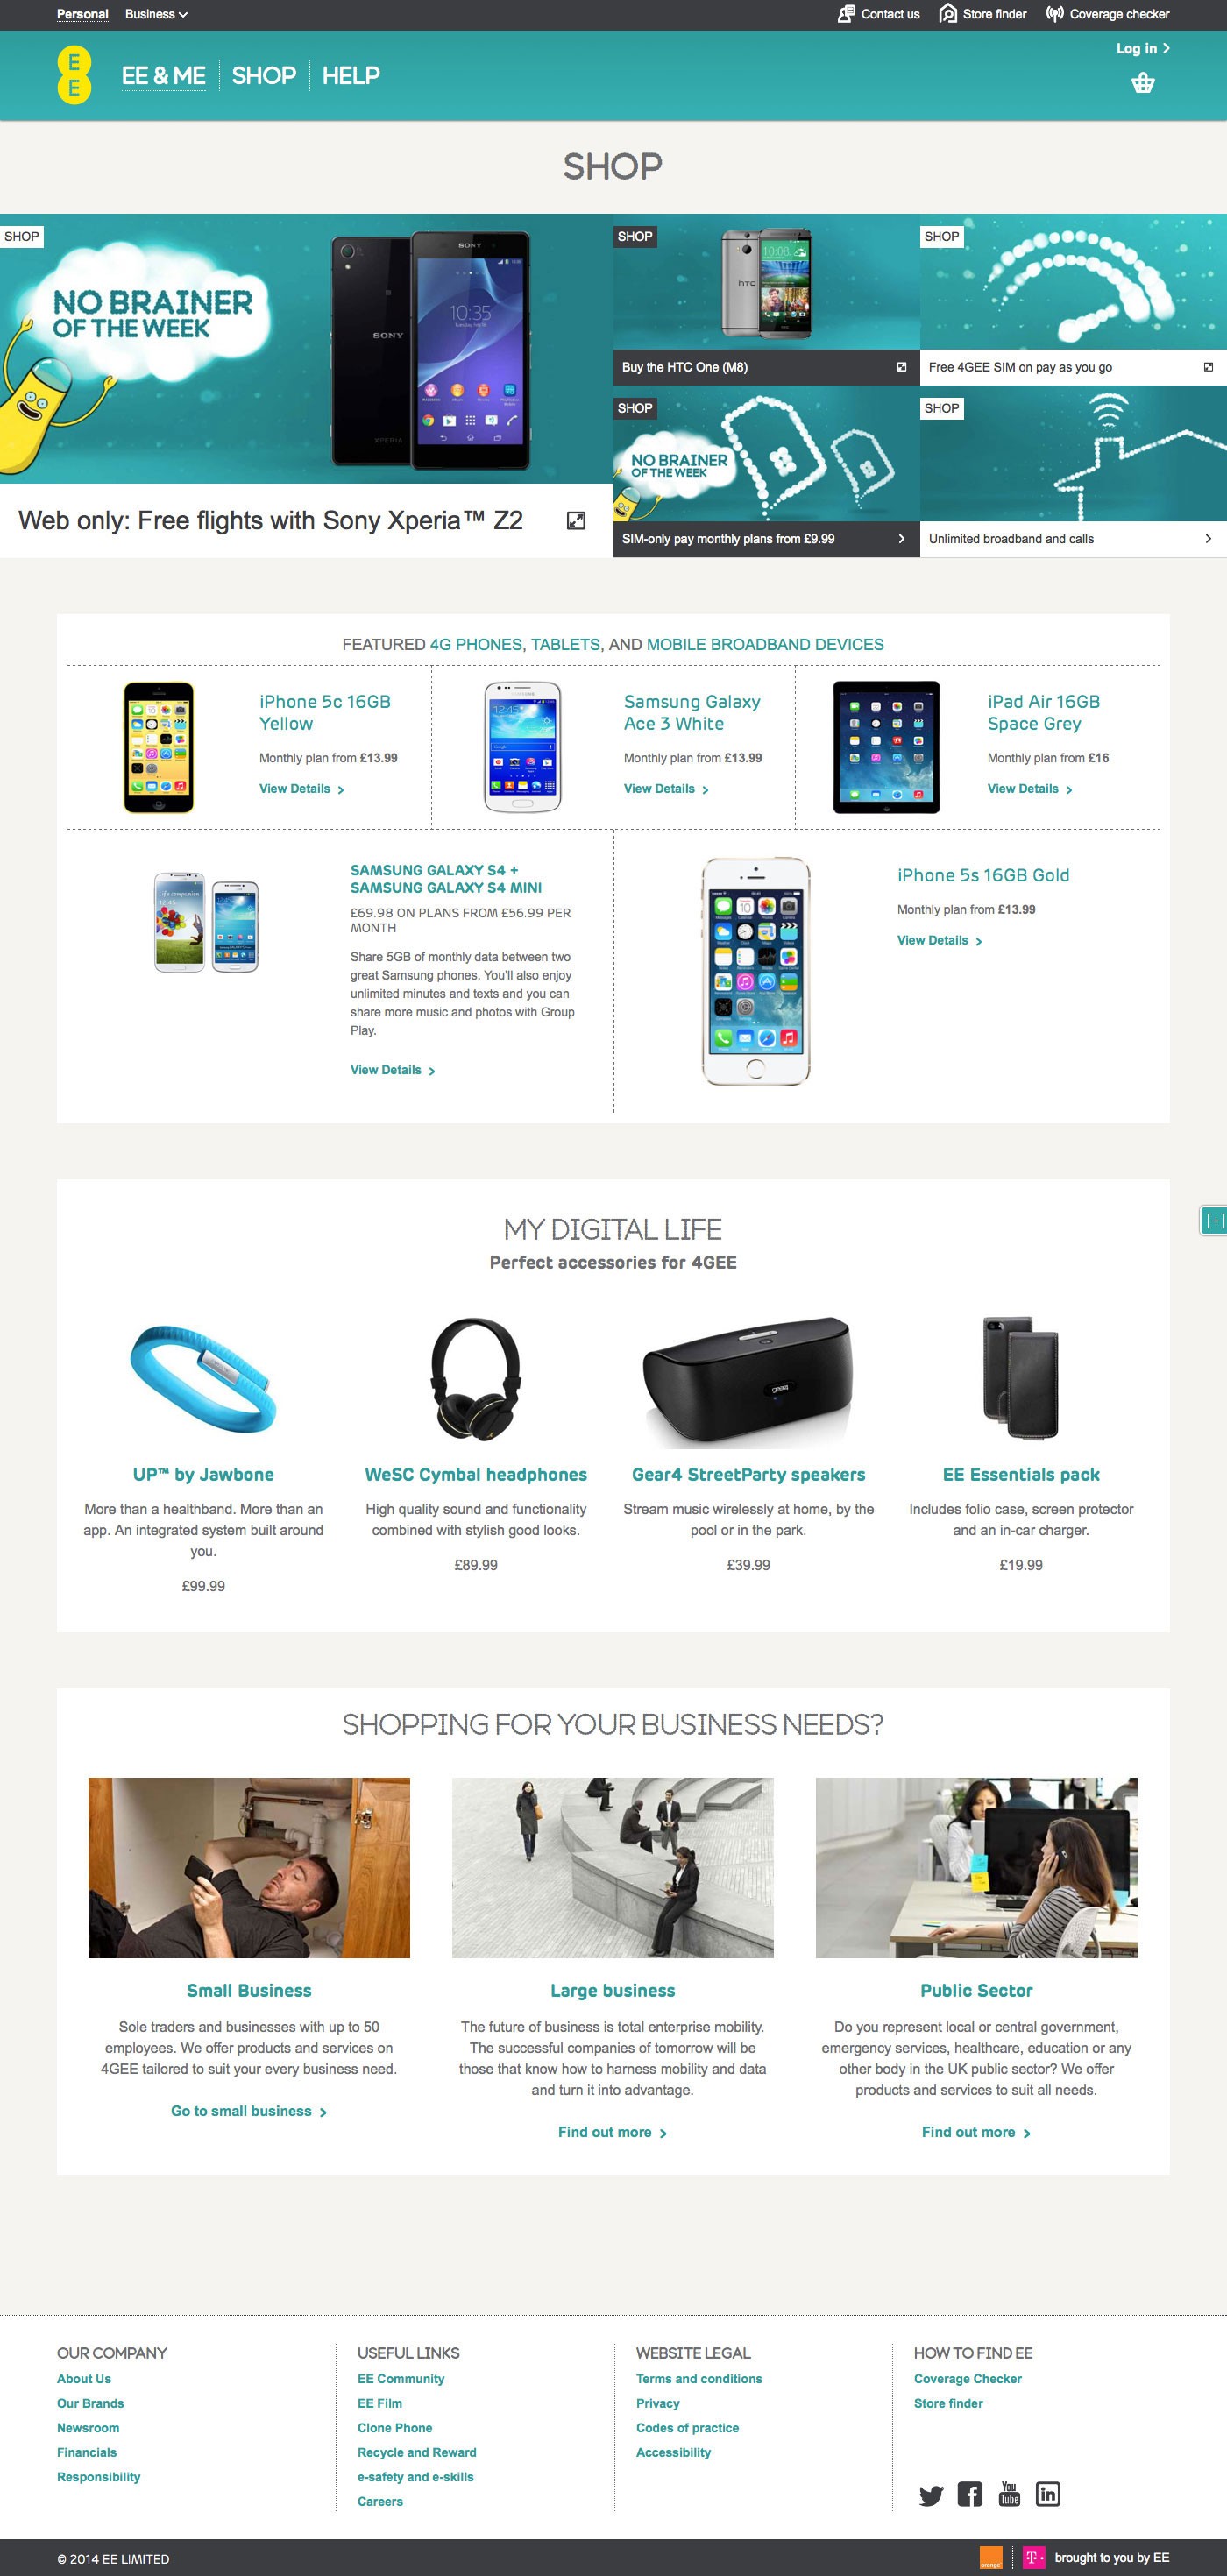 Personal Business Contact us Store finder Coverage checker
Log in
E
E
EE & ME SHOP HELP
SHOP
SHOP
NO BRAINER
OF THE WEEK
SONY
SONY
10:35
XPERIA
Web only: Free flights with Sony Xperia™ Z2
SHOP
hTC
10:08
Buy the HTC One (M8)
SHOP
Free 4GEE SIM on pay as you go
SHOP
NO BRAINER
OF THE WEEK
SIM-only pay monthly plans from £9.99
SHOP
Unlimited broadband and calls
FEATURED 4G PHONES, TABLETS, AND MOBILE BROADBAND DEVICES
iPhone 5c 16GB
Yellow
Monthly plan from £13.99
View Details
12:45
Samsung Galaxy
Ace 3 White
Monthly plan from £13.99
View Details
iPad Air 16GB
Space Grey
Monthly plan from £16
View Details
Life companion
SAMSUNG GALAXY S4 +
SAMSUNG GALAXY S4 MINI
£69.98 ON PLANS FROM £56.99 PER
MONTH
Share 5GB of monthly data between two
great Samsung phones. You'll also enjoy
unlimited minutes and texts and you can
share more music and photos with Group
Play.
View Details
iPhone 5s 16GB Gold
Monthly plan from £13.99
View Details
[+]
MY DIGITAL LIFE
Perfect accessories for 4GEE
UP™ by Jawbone
More than a healthband. More than an
app. An integrated system built around
you.
£99.99
WeSC Cymbal headphones
High quality sound and functionality
combined with stylish good looks.
£89.99
Gear4 StreetParty speakers
Stream music wirelessly at home, by the
pool or in the park.
£39.99
EE Essentials pack
Includes folio case, screen protector
and an in-car charger.
£19.99
SHOPPING FOR YOUR BUSINESS NEEDS?
Small Business
Sole traders and businesses with up to 50
employees. We offer products and services on
4GEE tailored to suit your every business need.
Go to small business
Large business
The future of business is total enterprise mobility.
The successful companies of tomorrow will be
those that know how to harness mobility and data
and turn it into advantage.
Find out more
Public Sector
Do you represent local or central government,
emergency services, healthcare, education or any
other body in the UK public sector? We offer
products and services to suit all needs.
Find out more
OUR COMPANY
About Us
Our Brands
Newsroom
Financials
Responsibility
USEFUL LINKS
EE Community
EE Film
Clone Phone
Recycle and Reward
e-safety and e-skills
Careers
WEBSITE LEGAL
Terms and conditions
Privacy
Codes of practice
Accessibility
HOW TO FIND EE
Coverage Checker
Store finder
You
Tube
in
© 2014 EE LIMITED
orange
T
brought to you by EE